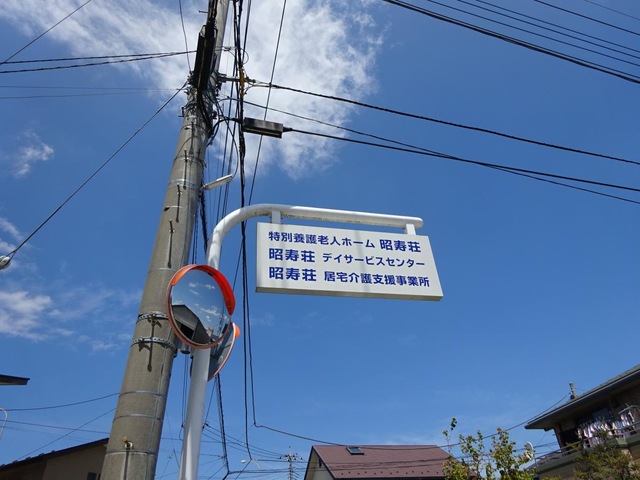 特別養護老人ホーム 昭寿荘
昭寿荘 デイサービスセンター
昭寿荘 居宅介護支援事業所